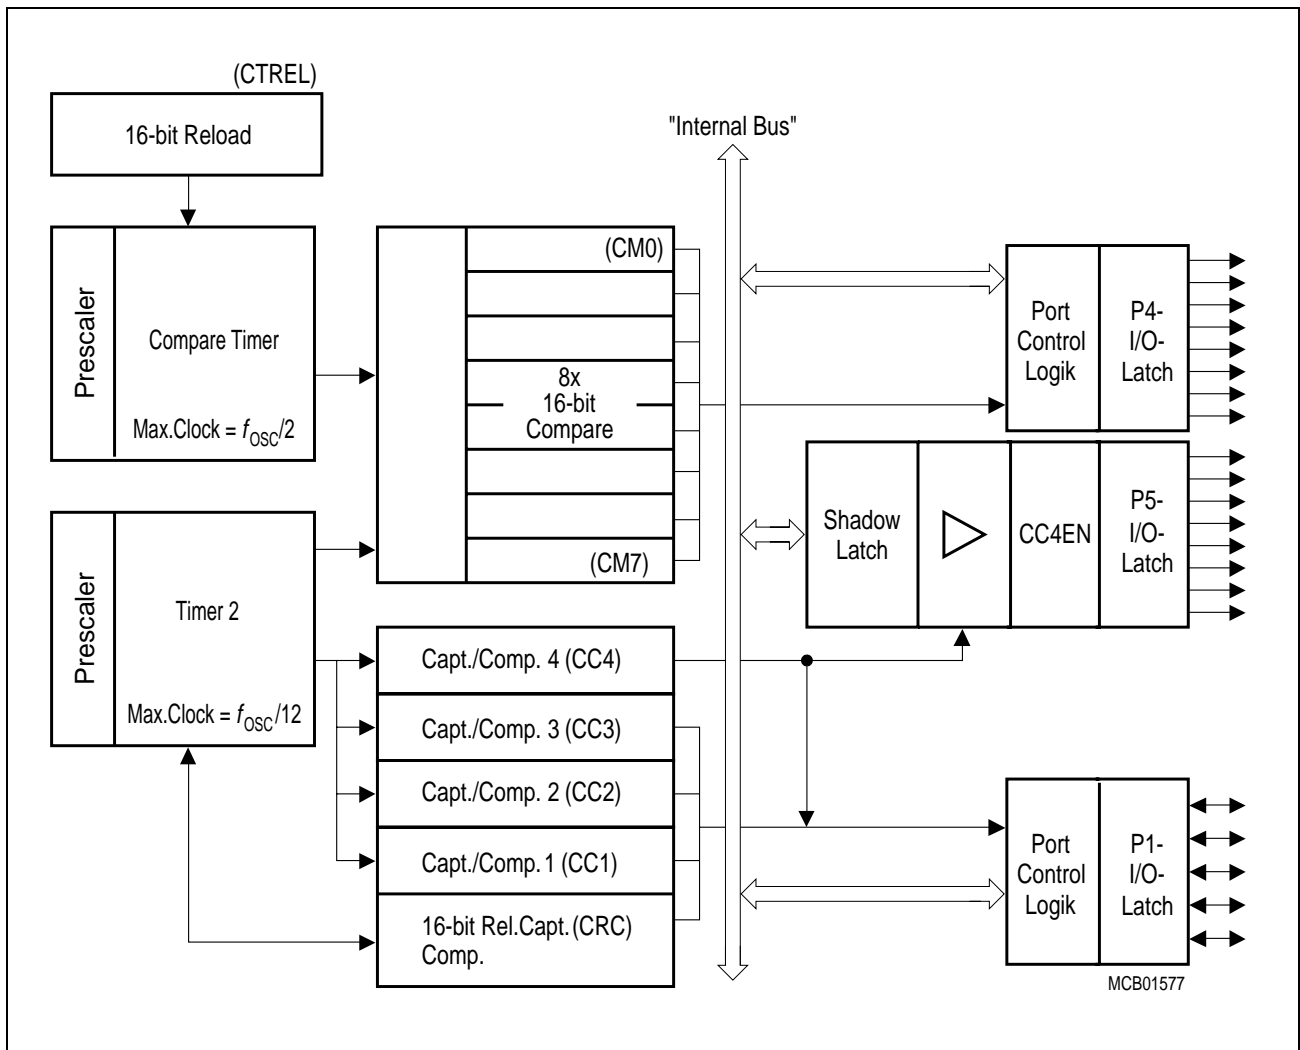 (CTREL)
16-bit Reload
"Internal Bus"
Prescaler
Compare Timer
Max.Clock = fOSC/2
(CM0)
8x
16-bit
Compare
(CM7)
Port
Control
Logik
P4-
I/O-
Latch
Shadow
Latch
CC4EN
P5-
I/O-
Latch
Prescaler
Timer 2
Max.Clock = fOSC/12
Capt./Comp. 4 (CC4)
Capt./Comp. 3 (CC3)
Capt./Comp. 2 (CC2)
Capt./Comp. 1 (CC1)
16-bit Rel.Capt. (CRC)
Comp.
Port
Control
Logik
P1-
I/O-
Latch
MCB01577